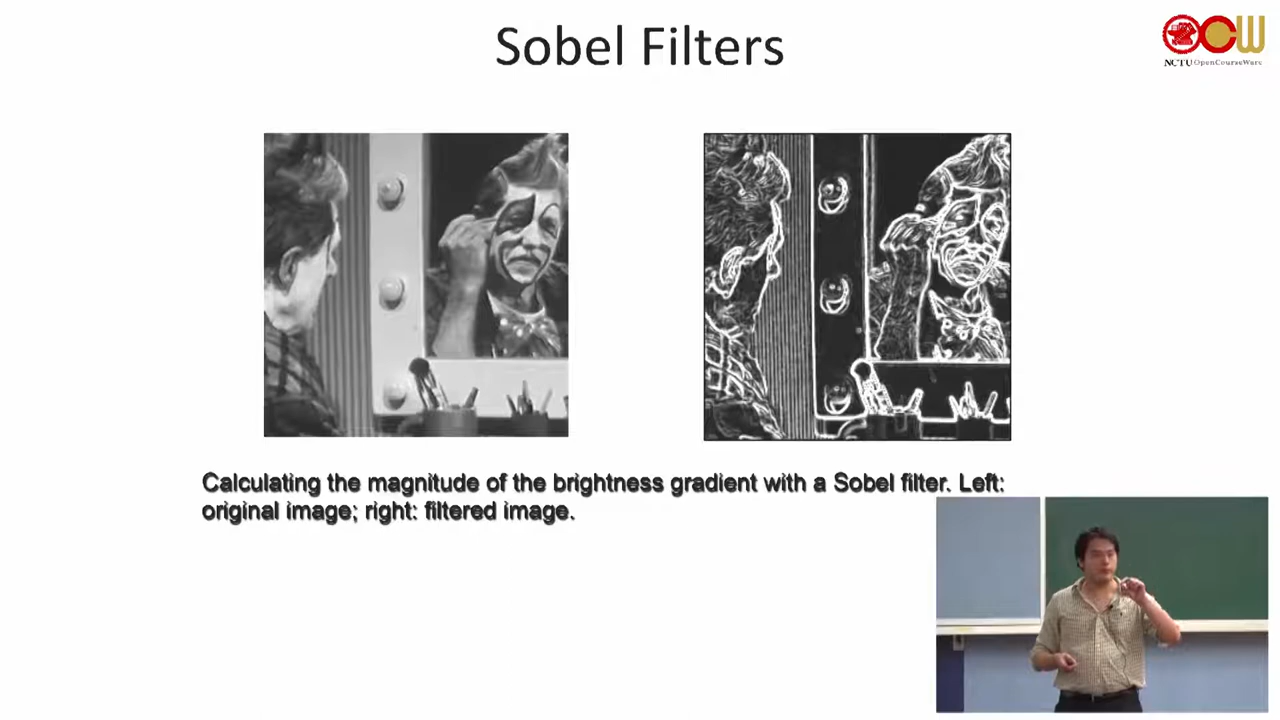 Sobel Filters
OCW
NCTU OpenCourseWare
Calculating the magnitude of the brightness gradient with a Sobel filter. Left:
original image; right: filtered image.